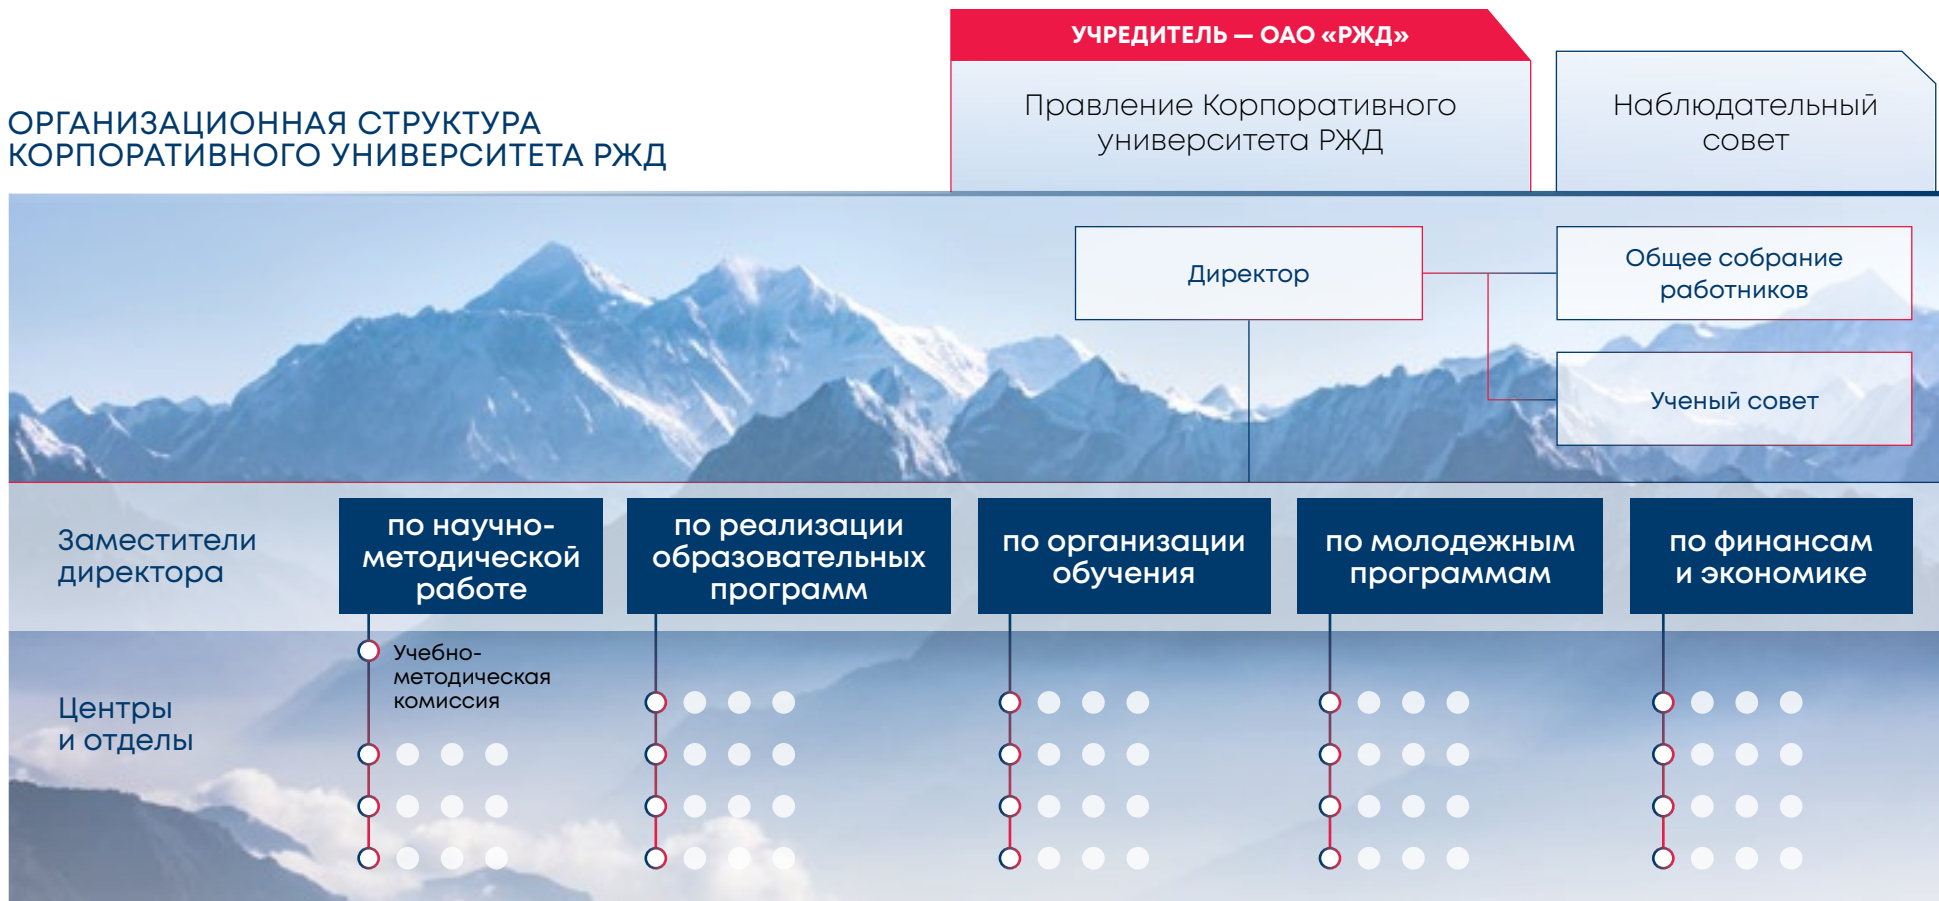 УЧРЕДИТЕЛЬ — ОАО «РЖД»
Правление Корпоративного
университета РЖД
Наблюдательный
совет
ОРГАНИЗАЦИОННАЯ СТРУКТУРА
КОРПОРАТИВНОГО УНИВЕРСИТЕТА РЖД
Директор
Общее собрание
работников
Ученый совет
Заместители
директора
по научно-
методической
работе
по реализации
образовательных
программ
по организации
обучения
по молодежным
программам
по финансам
и экономике
Учебно-
методическая
комиссия
Центры
и отделы